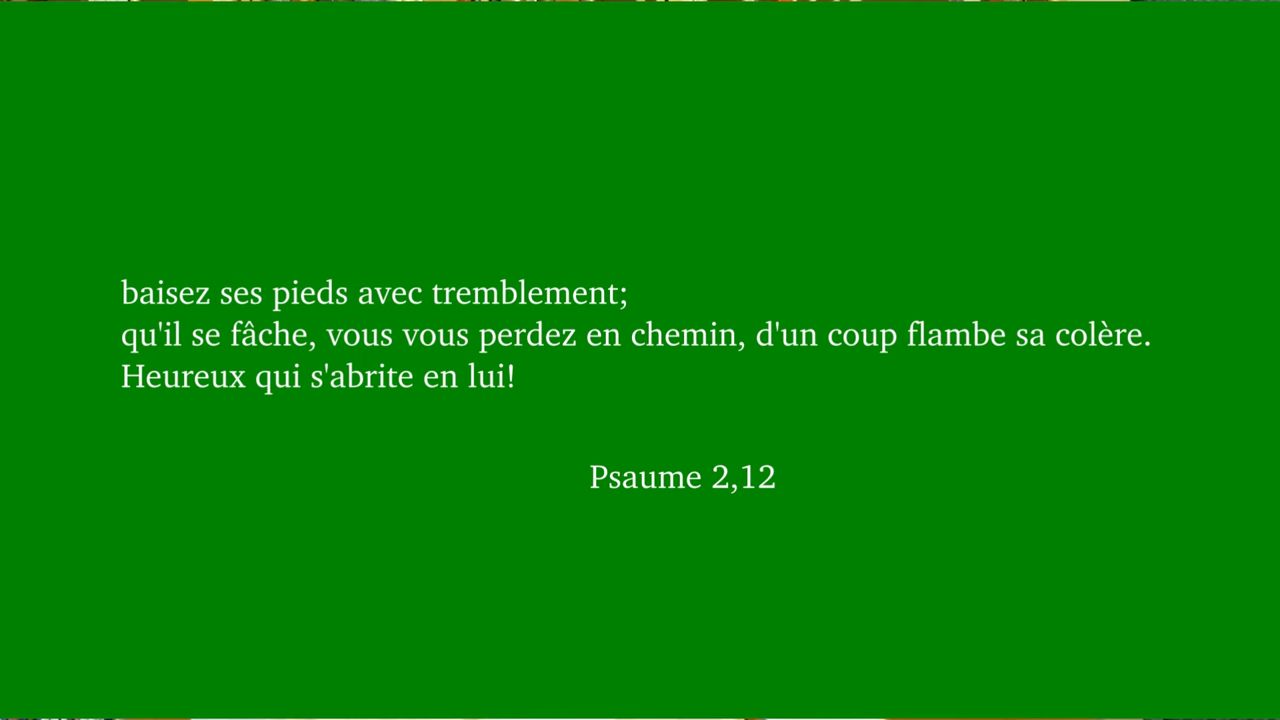 baisez ses pieds avec tremblement;
qu'il se fâche, vous vous perdez en chemin, d'un coup flambe sa colère.
Heureux qui s'abrite en lui!
Psaume 2,12